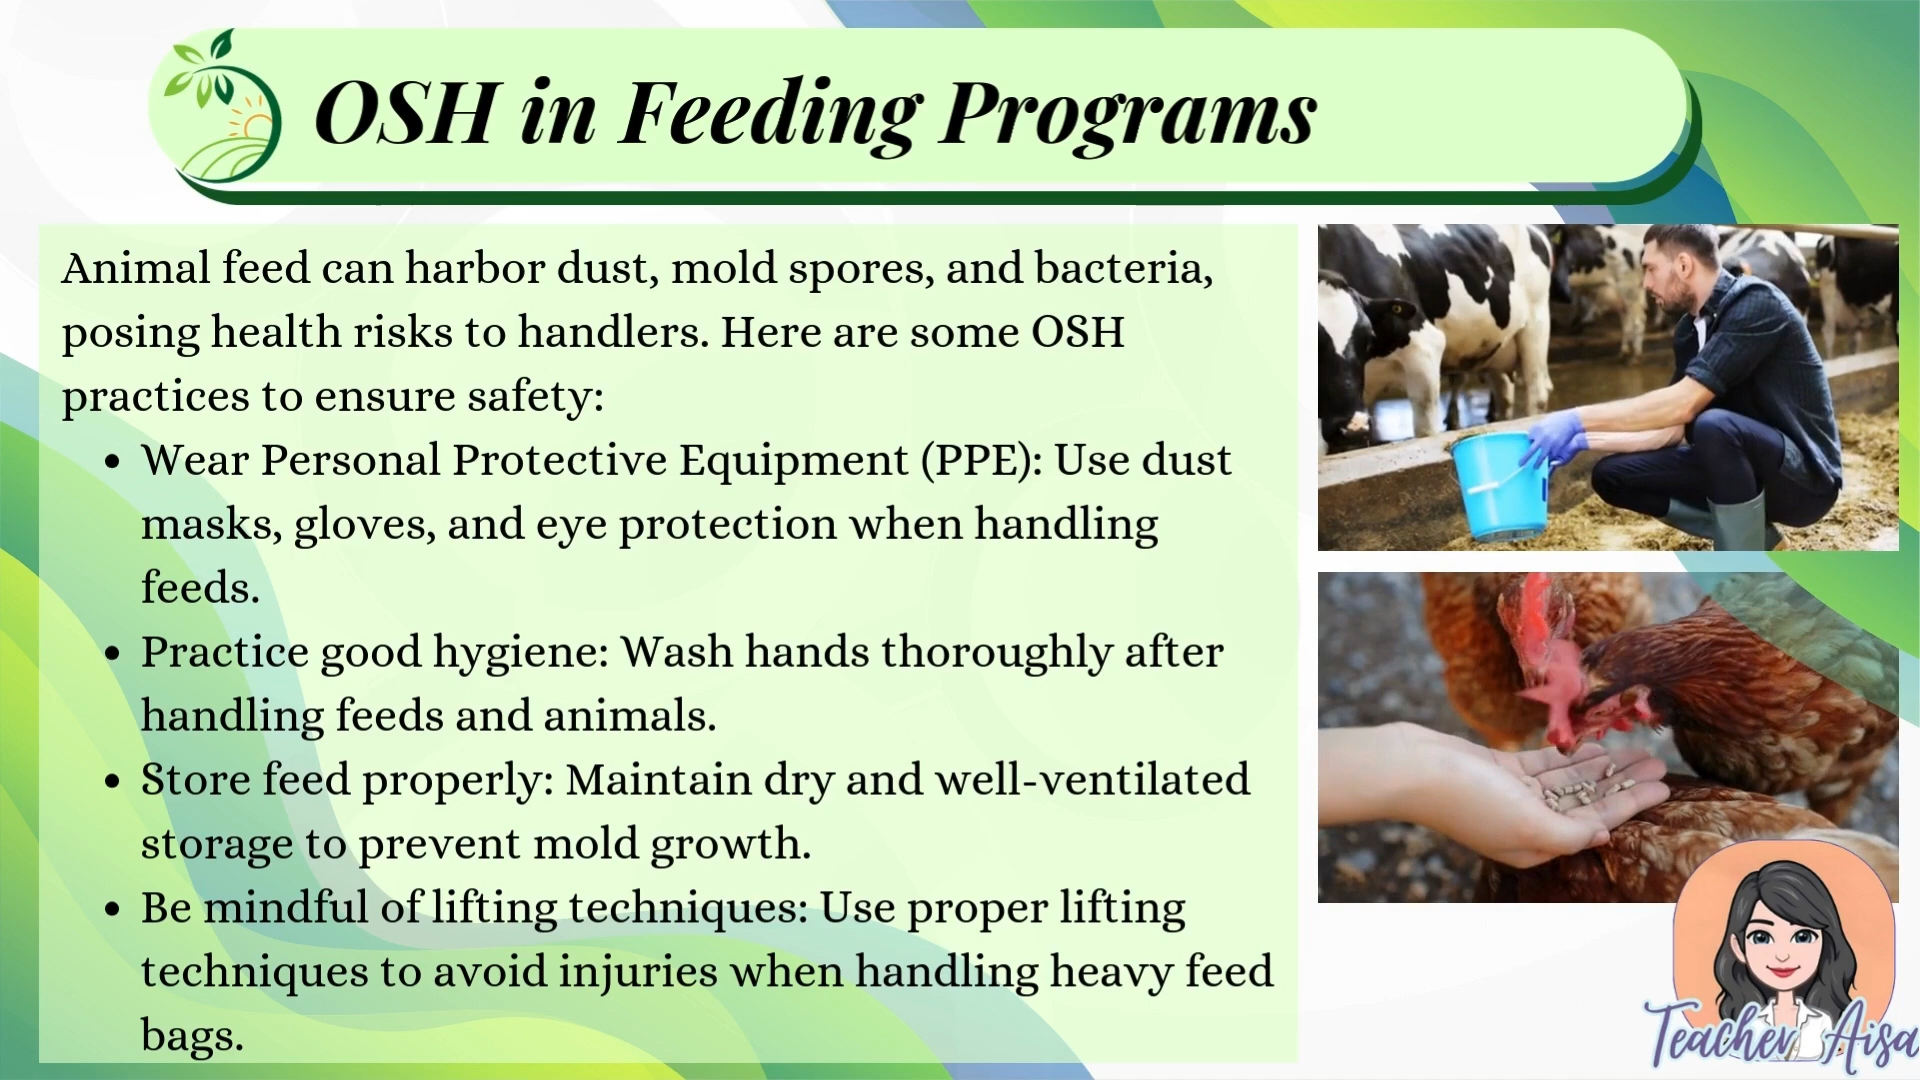 OSH in Feeding Programs
Animal feed can harbor dust, mold spores, and bacteria,
posing health risks to handlers. Here are some OSH
practices to ensure safety:
• Wear Personal Protective Equipment (PPE): Use dust
masks, gloves, and eye protection when handling
feeds.
• Practice good hygiene: Wash hands thoroughly after
handling feeds and animals.
• Store feed properly: Maintain dry and well-ventilated
storage to prevent mold growth.
• Be mindful of lifting techniques: Use proper lifting
techniques to avoid injuries when handling heavy feed
bags.
Teacher Aisa